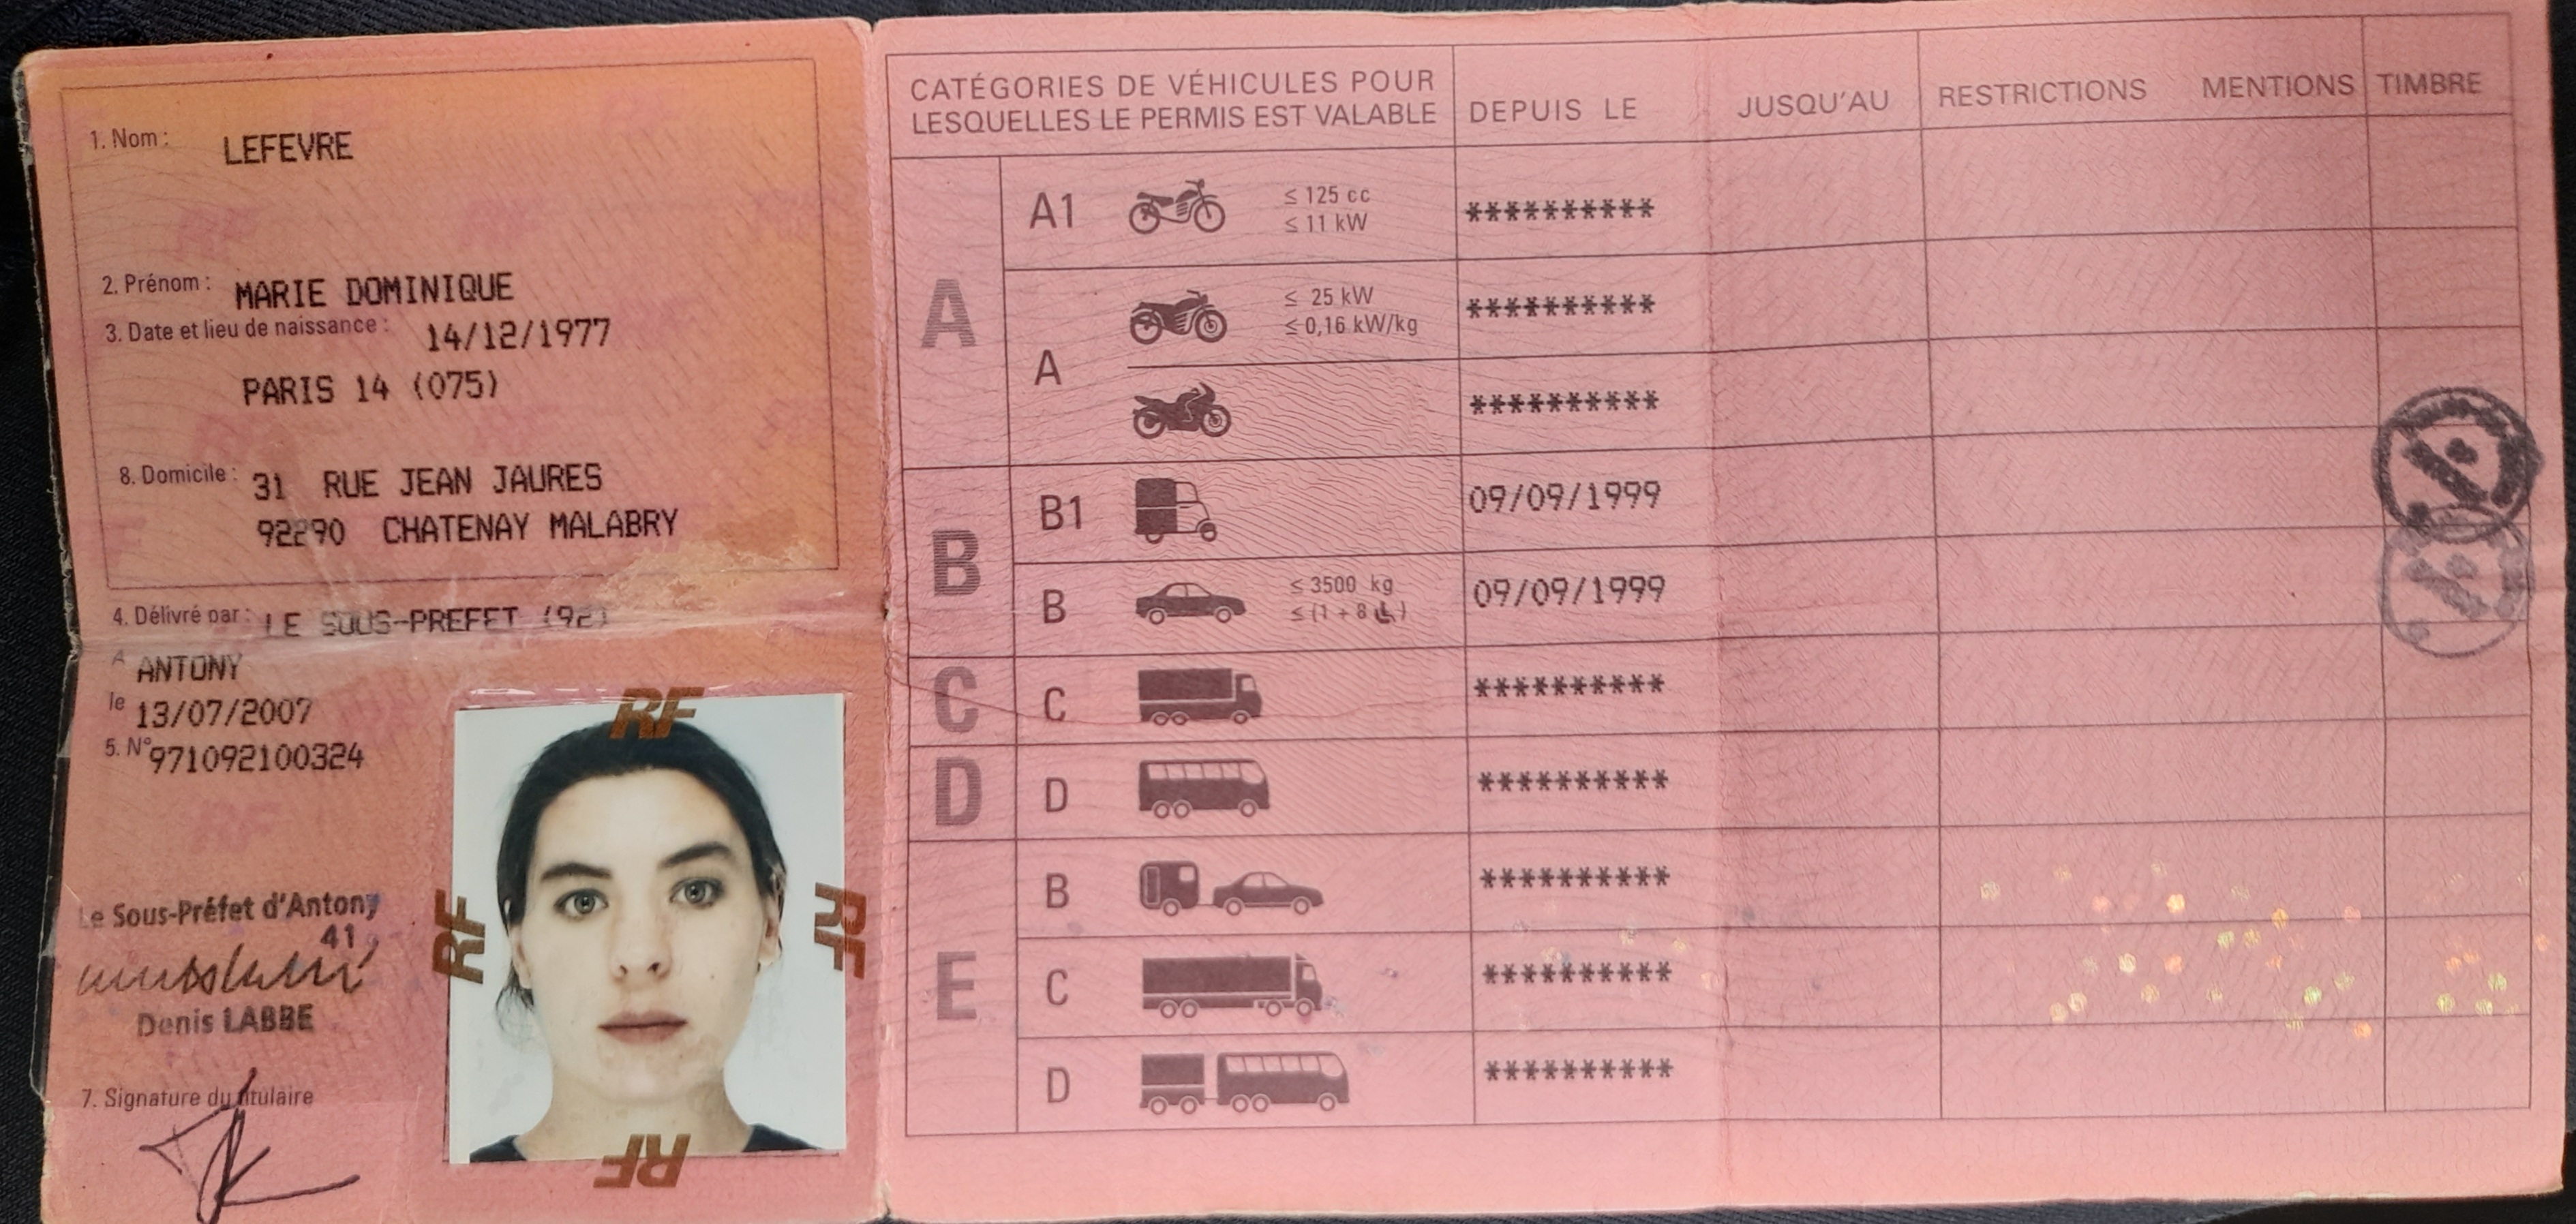 1. Nom : LEFEVRE
2. Prénom : MARIE DOMINIQUE
3. Date et lieu de naissance : 14/12/1977
PARIS 14 (075)
8. Domicile : 31 RUE JEAN JAURES
92290 CHATENAY MALABRY
4. Délivré par : LE SOUS-PREFET (92)
A ANTONY
le 13/07/2007
5. N° 971092100324
Le Sous-Préfet d'Antony
41
Denis LABBE
7. Signature du titulaire
RF
RF
RF
RF
CATÉGORIES DE VÉHICULES POUR
LESQUELLES LE PERMIS EST VALABLE
DEPUIS LE
JUSQU'AU
RESTRICTIONS
MENTIONS
TIMBRE
A
A1 ≤ 125 cc **********
≤ 11 kW
A
≤ 25 kW **********
≤ 0,16 kW/kg
**********
B
B1 09/09/1999
B ≤ 3500 kg 09/09/1999
≤ (1 + 8 )
C
C **********
D
D **********
E
B **********
C **********
D **********